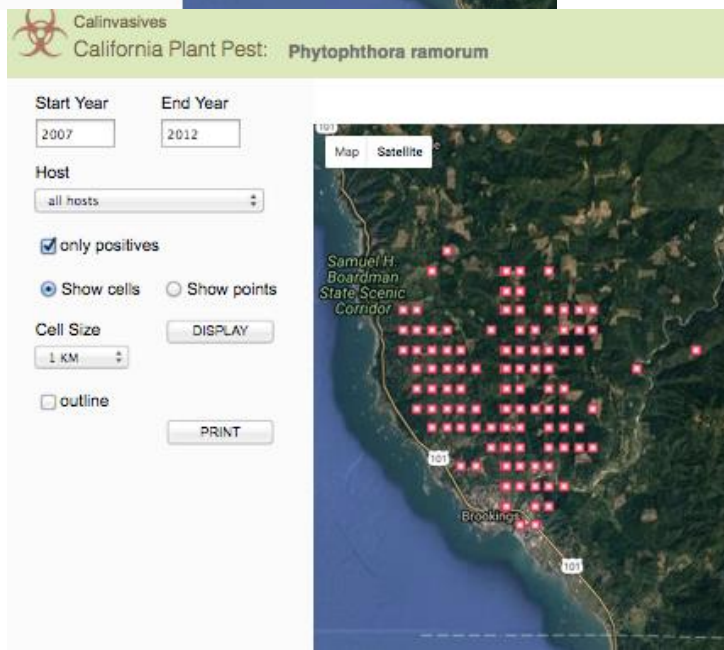 Calinvasives
California Plant Pest: Phytophthora ramorum
Start Year End Year
2007 2012
Host
all hosts
only positives
Show cells Show points
Cell Size DISPLAY
1 KM
outline
PRINT
101
Map Satellite
Samuel H.
Boardman
State Scenic
Corridor
101
Brookings
101